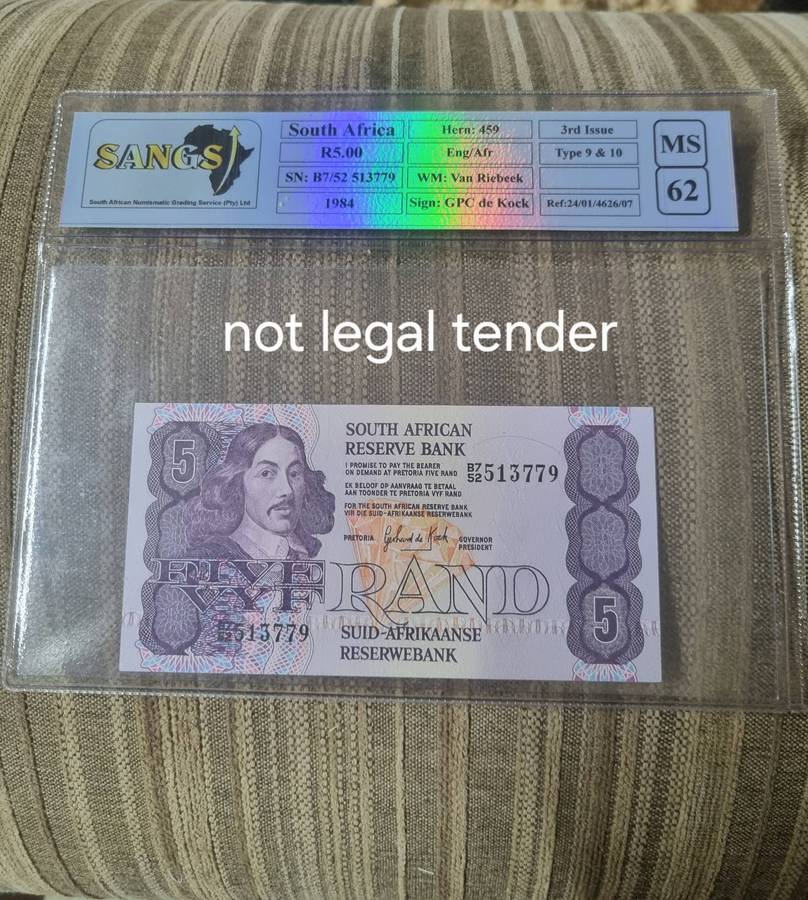 SANGS
South African Numismatic Grading Service (Pty) Ltd
South Africa
R5.00
SN: B7/52 513779
1984
Hern: 459
Eng/Afr
WM: Van Riebeek
Sign: GPC de Kock
3rd Issue
Type 9 & 10
Ref:24/01/4626/07
MS
62
not legal tender
5
SOUTH AFRICAN
RESERVE BANK
I PROMISE TO PAY THE BEARER
ON DEMAND AT PRETORIA FIVE RAND
EK BELOOF OP AANVRAAG TE BETAAL
AAN TOONDER TE PRETORIA VYF RAND
FOR THE SOUTH AFRICAN RESERVE BANK
VIR DIE SUID-AFRIKAANSE RESERWEBANK
B7/52 513779
PRETORIA Gerhard de Kock GOVERNOR
PRESIDENT
FIVE
VYF
RAND
513779
SUID-AFRIKAANSE
RESERWEBANK
5